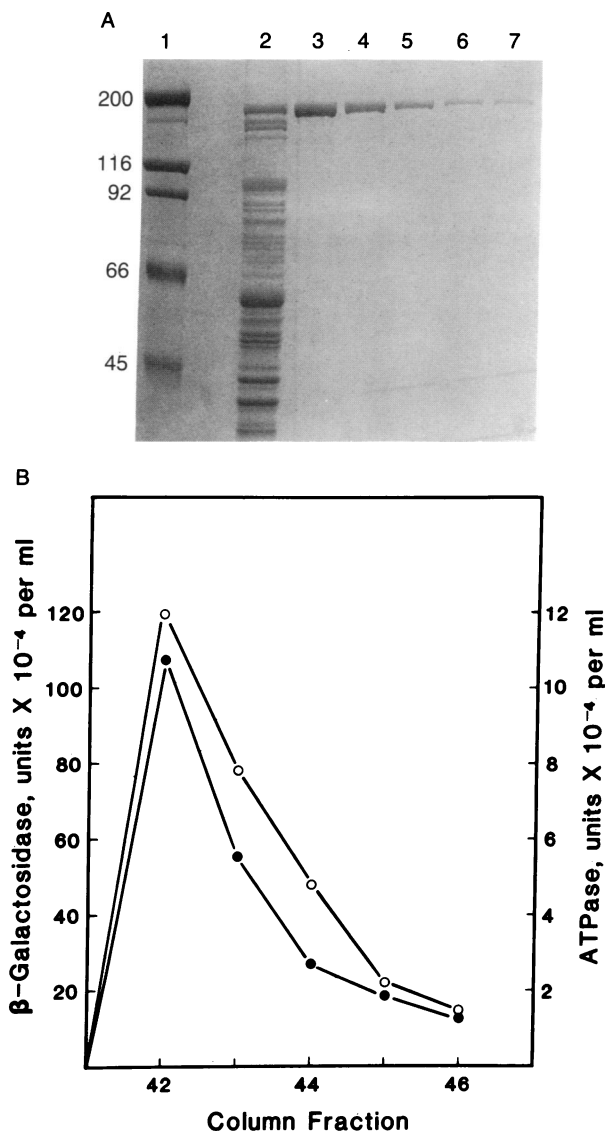 A
1 2 3 4 5 6 7
200
116
92
66
45
B
β-Galactosidase, units X 10⁻⁴ per ml
120
100
80
60
40
20
12
10
8
6
4
2
ATPase, units X 10⁻⁴ per ml
42 44 46
Column Fraction